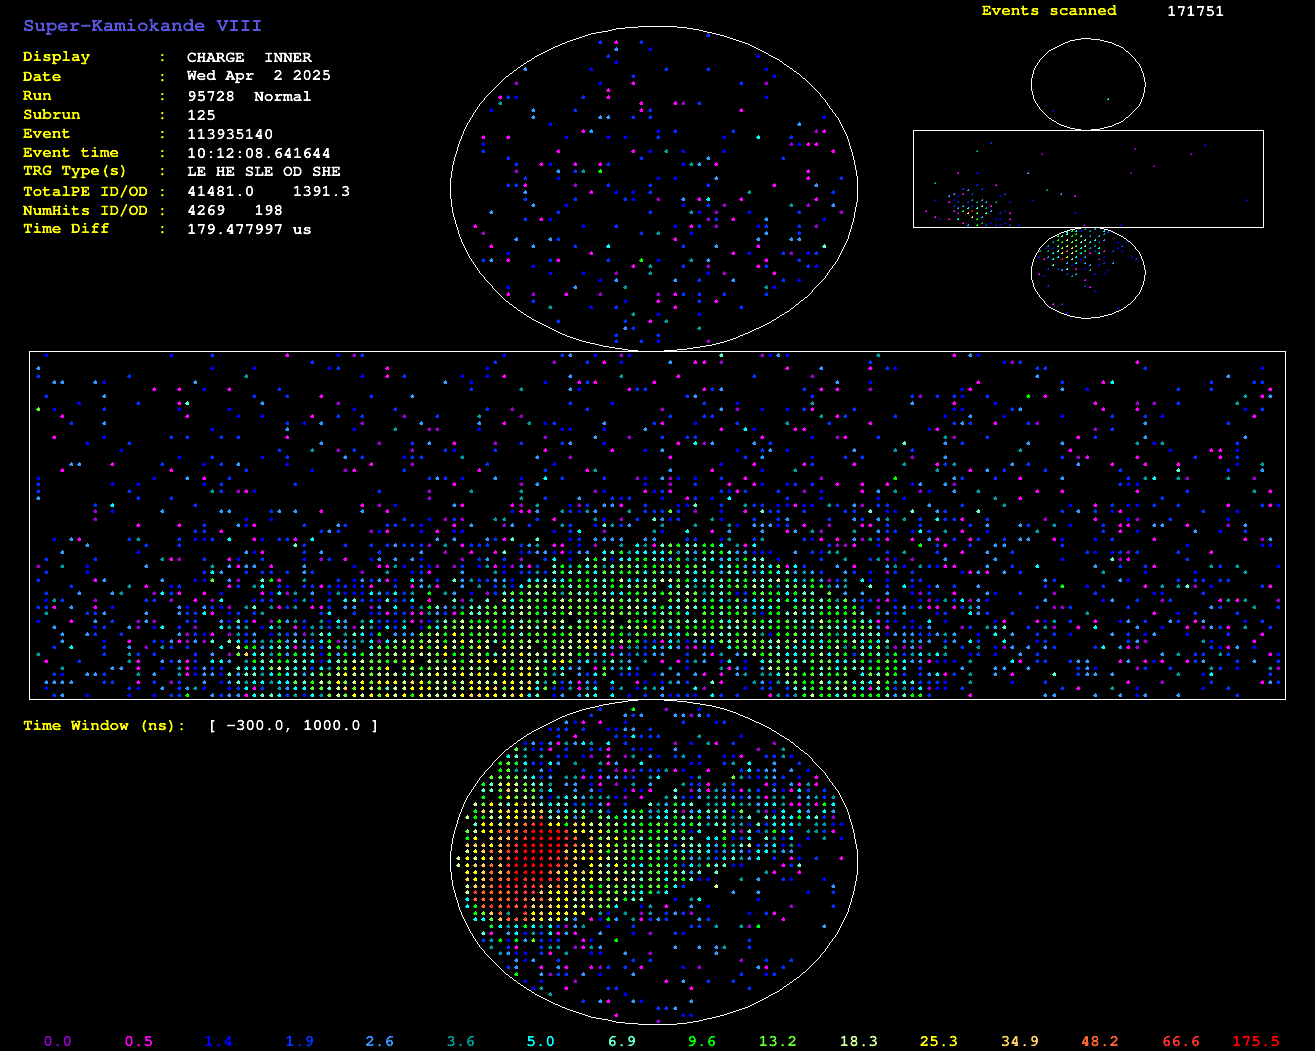 Super-Kamiokande VIII
Events scanned 171751
Display : CHARGE INNER
Date : Wed Apr 2 2025
Run : 95728 Normal
Subrun : 125
Event : 113935140
Event time : 10:12:08.641644
TRG Type(s) : LE HE SLE OD SHE
TotalPE ID/OD : 41481.0 1391.3
NumHits ID/OD : 4269 198
Time Diff : 179.477997 us
Time Window (ns): [ -300.0, 1000.0 ]
0.0 0.5 1.4 1.9 2.6 3.6 5.0 6.9 9.6 13.2 18.3 25.3 34.9 48.2 66.6 175.5